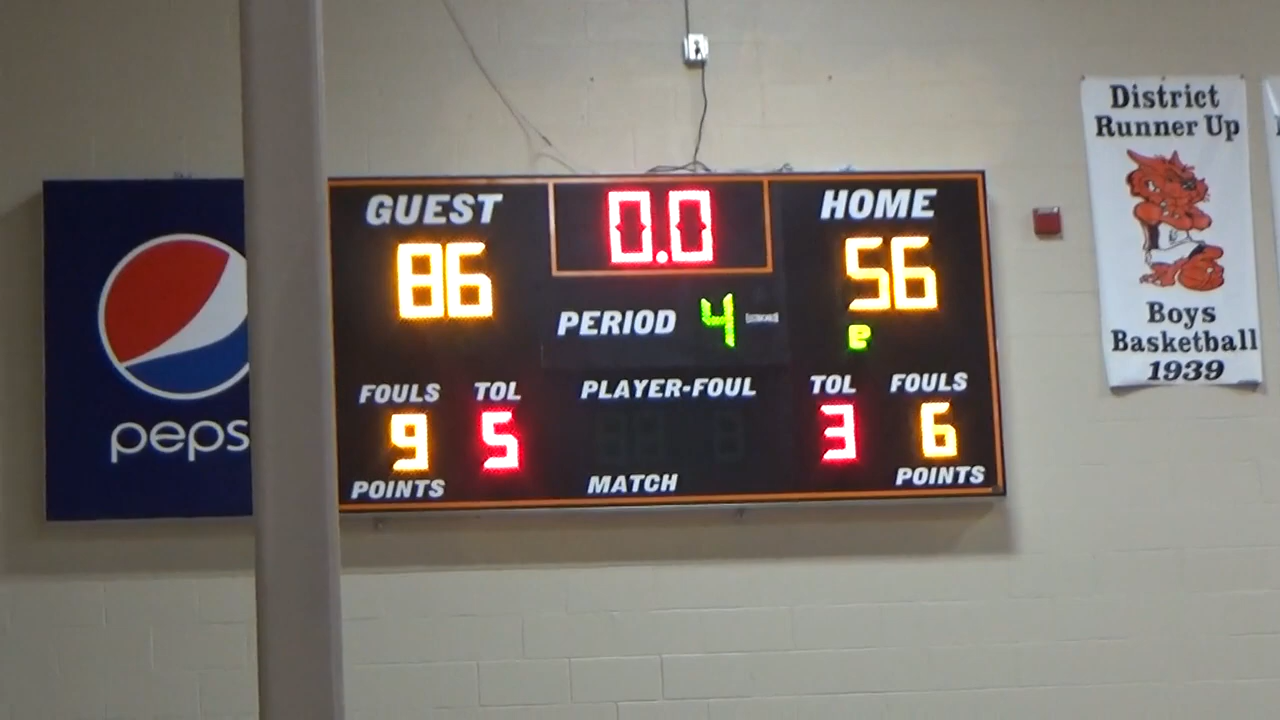 pepsi
GUEST
0.0
HOME
86
56
PERIOD 4
e
FOULS
TOL
PLAYER-FOUL
TOL
FOULS
9
5
3
6
POINTS
MATCH
POINTS
District
Runner Up
Boys
Basketball
1939